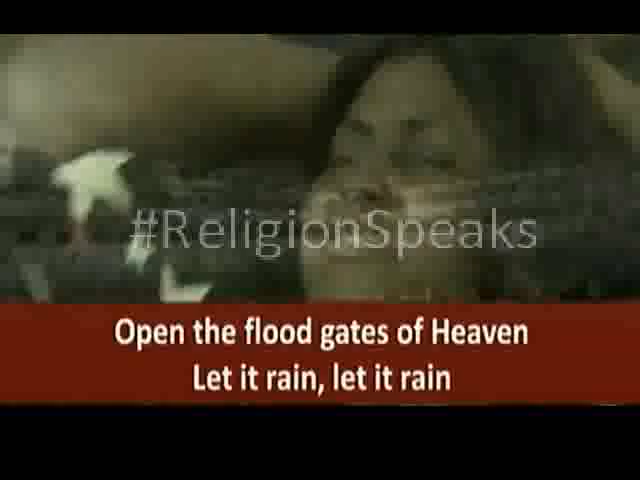 #ReligionSpeaks
Open the flood gates of Heaven
Let it rain, let it rain